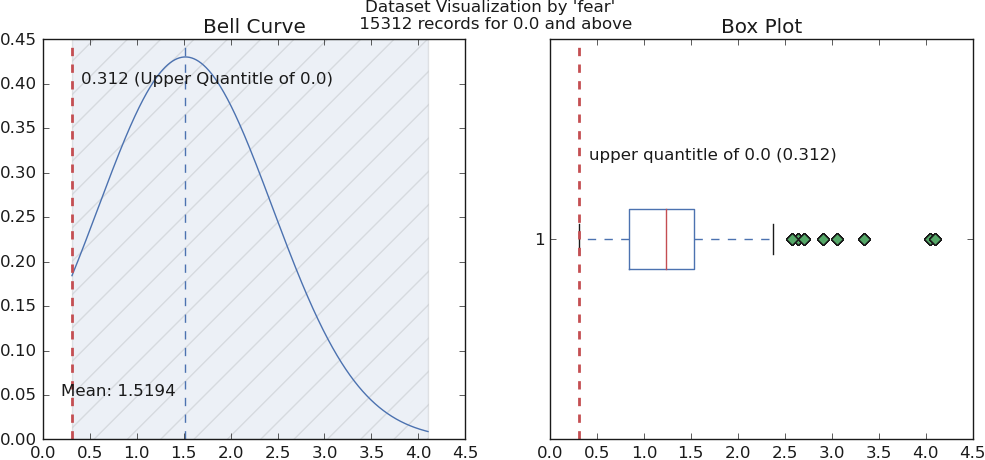 Dataset Visualization by 'fear'
15312 records for 0.0 and above
Bell Curve
0.45
0.40
0.35
0.30
0.25
0.20
0.15
0.10
0.05
0.00
0.312 (Upper Quantitle of 0.0)
Mean: 1.5194
0.0 0.5 1.0 1.5 2.0 2.5 3.0 3.5 4.0 4.5
Box Plot
upper quantitle of 0.0 (0.312)
1
0.0 0.5 1.0 1.5 2.0 2.5 3.0 3.5 4.0 4.5